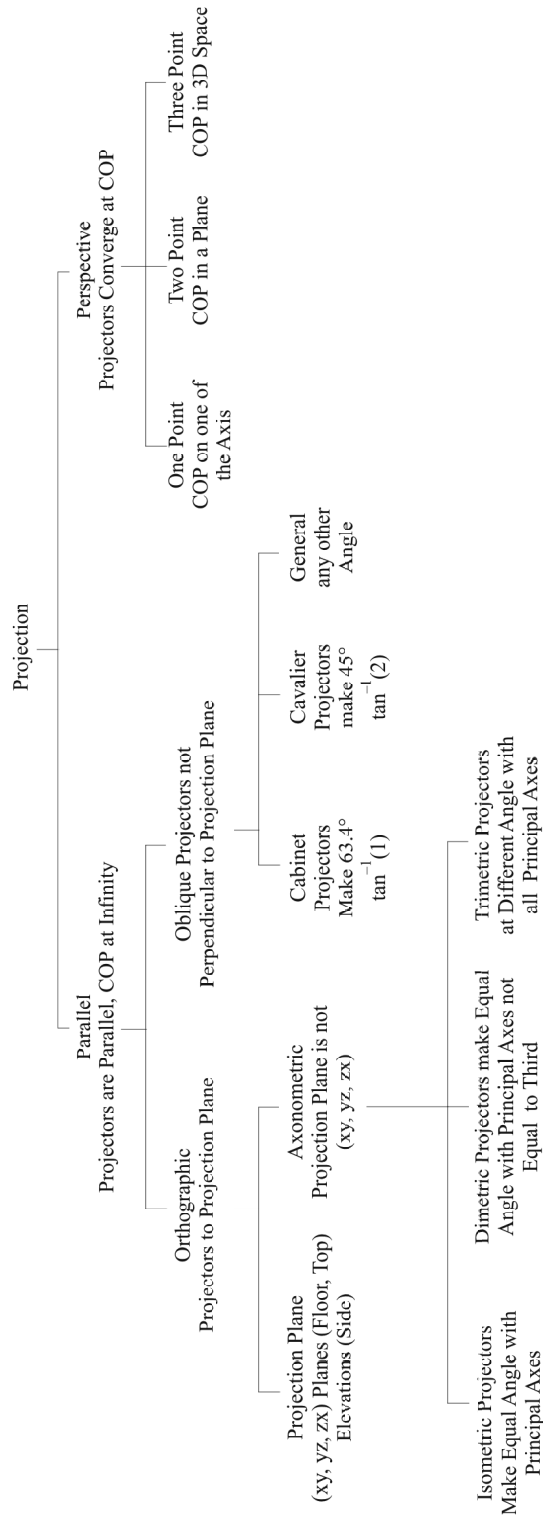 Projection
Parallel
Projectors are Parallel, COP at Infinity
Perspective
Projectors Converge at COP
Orthographic
Projectors to Projection Plane
Oblique Projectors not
Perpendicular to Projection Plane
One Point
COP on one of
the Axis
Two Point
COP in a Plane
Three Point
COP in 3D Space
Projection Plane
(xy, yz, zx) Planes (Floor, Top)
Elevations (Side)
Axonometric
Projection Plane is not
(xy, yz, zx)
Cabinet
Projectors
Make 63.4°
tan⁻¹(1)
Cavalier
Projectors
make 45°
tan⁻¹(2)
General
any other
Angle
Isometric Projectors
Make Equal Angle with
Principal Axes
Dimetric Projectors make Equal
Angle with Principal Axes not
Equal to Third
Trimetric Projectors
at Different Angle with
all Principal Axes